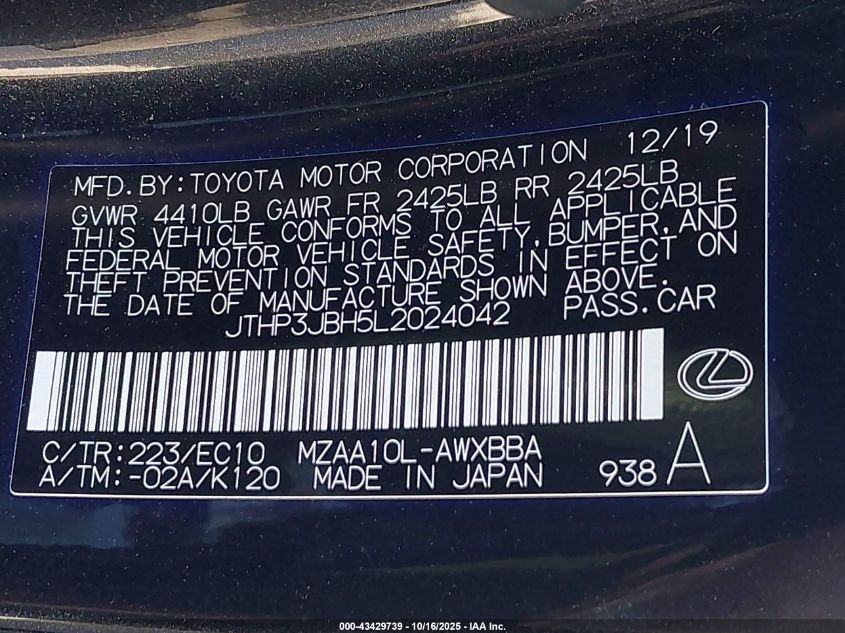 12/19
MFD.BY:TOYOTA MOTOR CORPORATION
GVWR 4410LB GAWR FR 2425LB RR 2425LB
THIS VEHICLE CONFORMS TO ALL APPLICABLE
FEDERAL MOTOR VEHICLE SAFETY,BUMPER,AND
THEFT PREVENTION STANDARDS IN EFFECT ON
THE DATE OF MANUFACTURE SHOWN ABOVE.
JTHP3JBH5L2024042 PASS.CAR
C/TR:223/EC10 MZAA10L-AWXBBA
A/TM:-02A/K120 MADE IN JAPAN 938 A
000-43429739 - 10/16/2025 - IAA Inc.